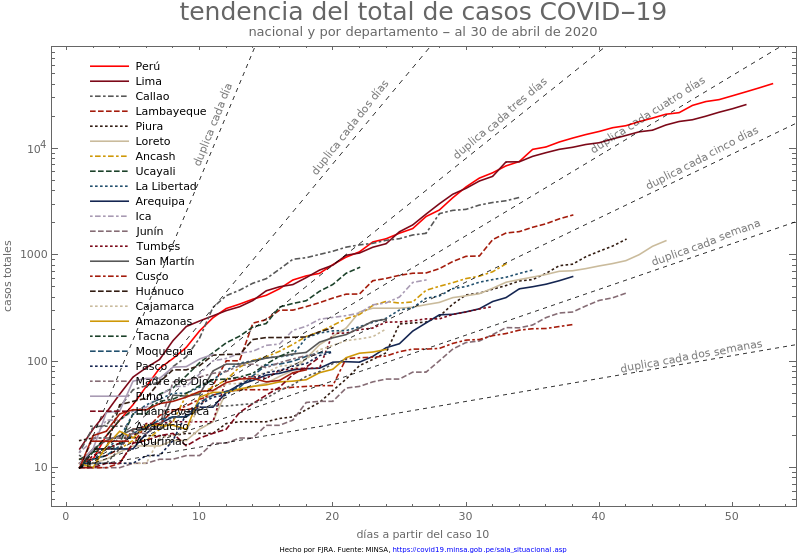 tendencia del total de casos COVID–19
nacional y por departamento – al 30 de abril de 2020
Perú
Lima
Callao
Lambayeque
Piura
Loreto
Ancash
Ucayali
La Libertad
Arequipa
Ica
Junín
Tumbes
San Martín
Cusco
Huánuco
Cajamarca
Amazonas
Tacna
Moquegua
Pasco
Madre de Dios
Puno
Huancavelica
Ayacucho
Apurímac
duplica cada día
duplica cada dos días
duplica cada tres días
duplica cada cuatro días
duplica cada cinco días
duplica cada semana
duplica cada dos semanas
casos totales
10⁴
1000
100
10
0 10 20 30 40 50
días a partir del caso 10
Hecho por FJRA. Fuente: MINSA, https://covid19.minsa.gob.pe/sala_situacional.asp